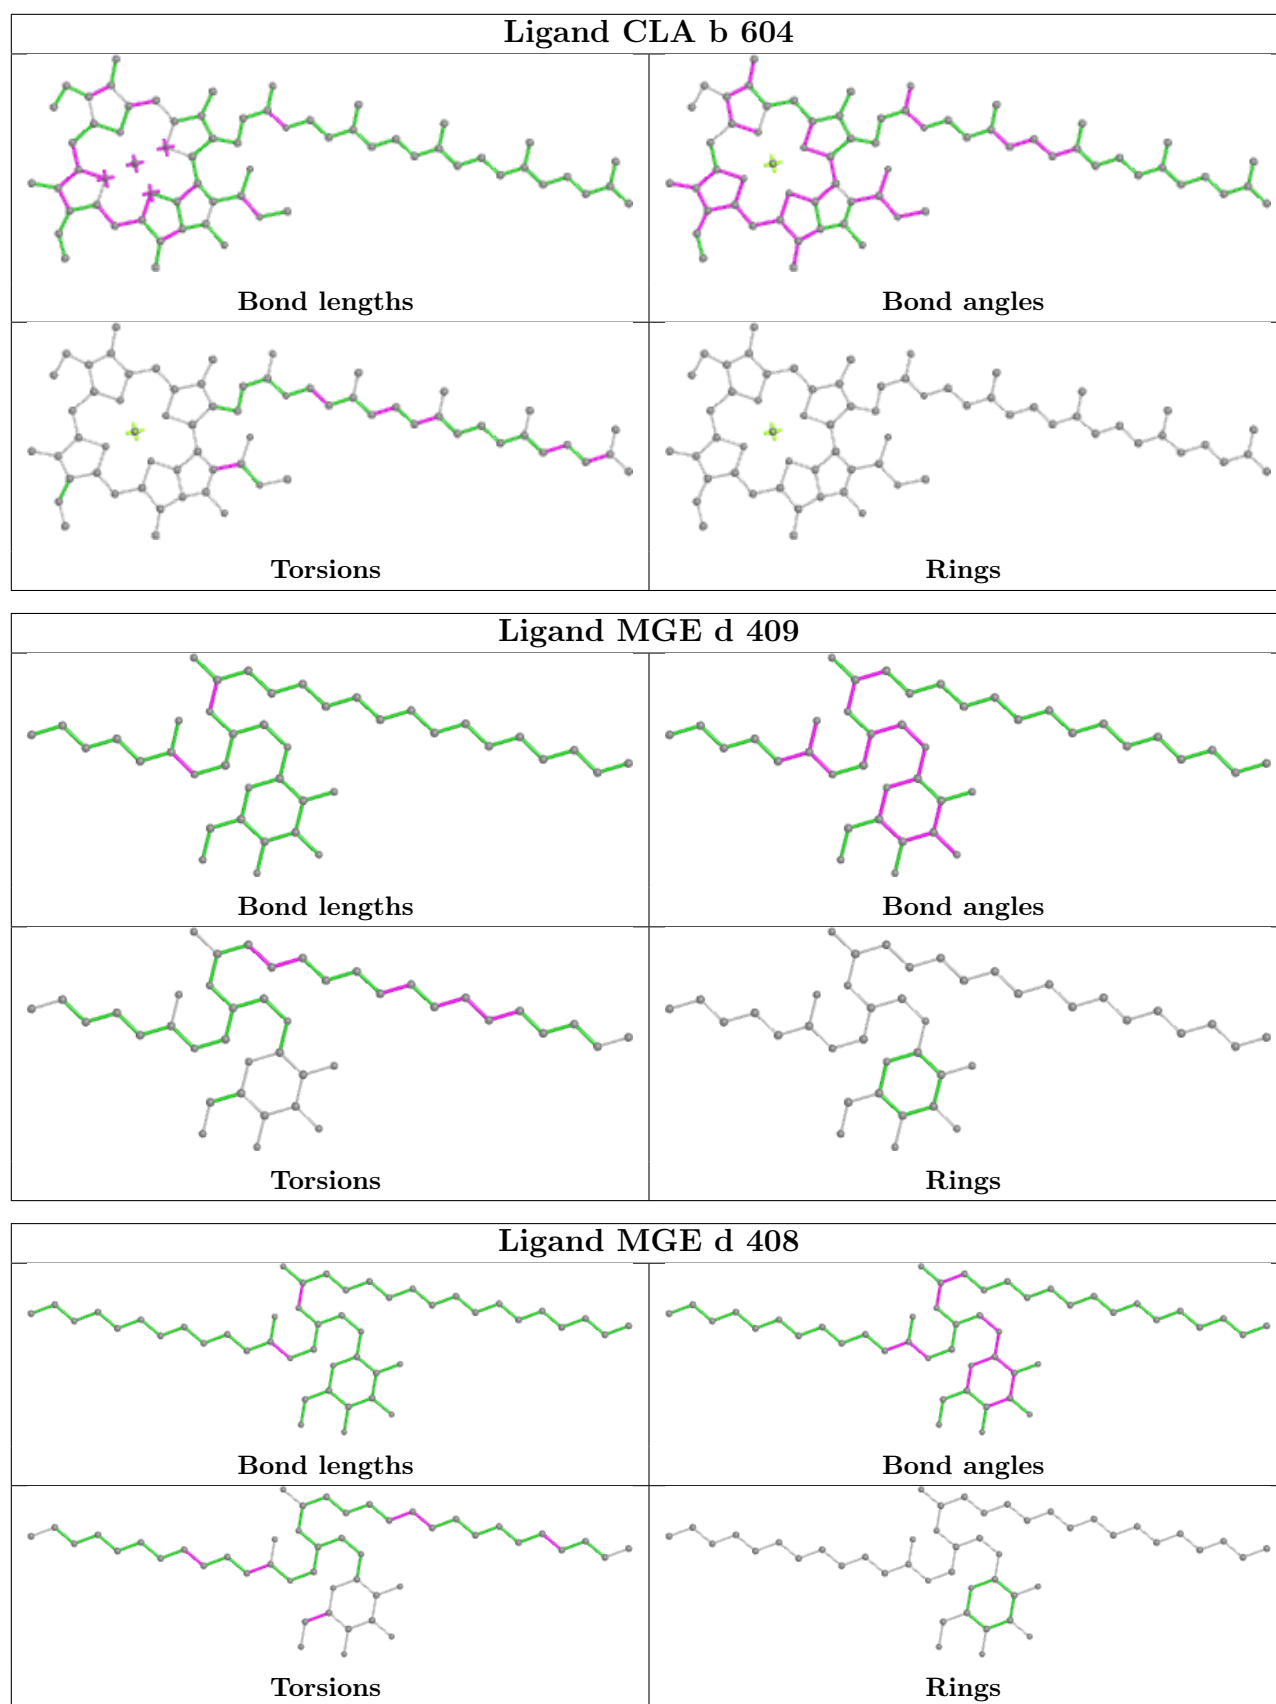 Ligand CLA b 604
Bond lengths
Bond angles
Torsions
Rings
Ligand MGE d 409
Bond lengths
Bond angles
Torsions
Rings
Ligand MGE d 408
Bond lengths
Bond angles
Torsions
Rings